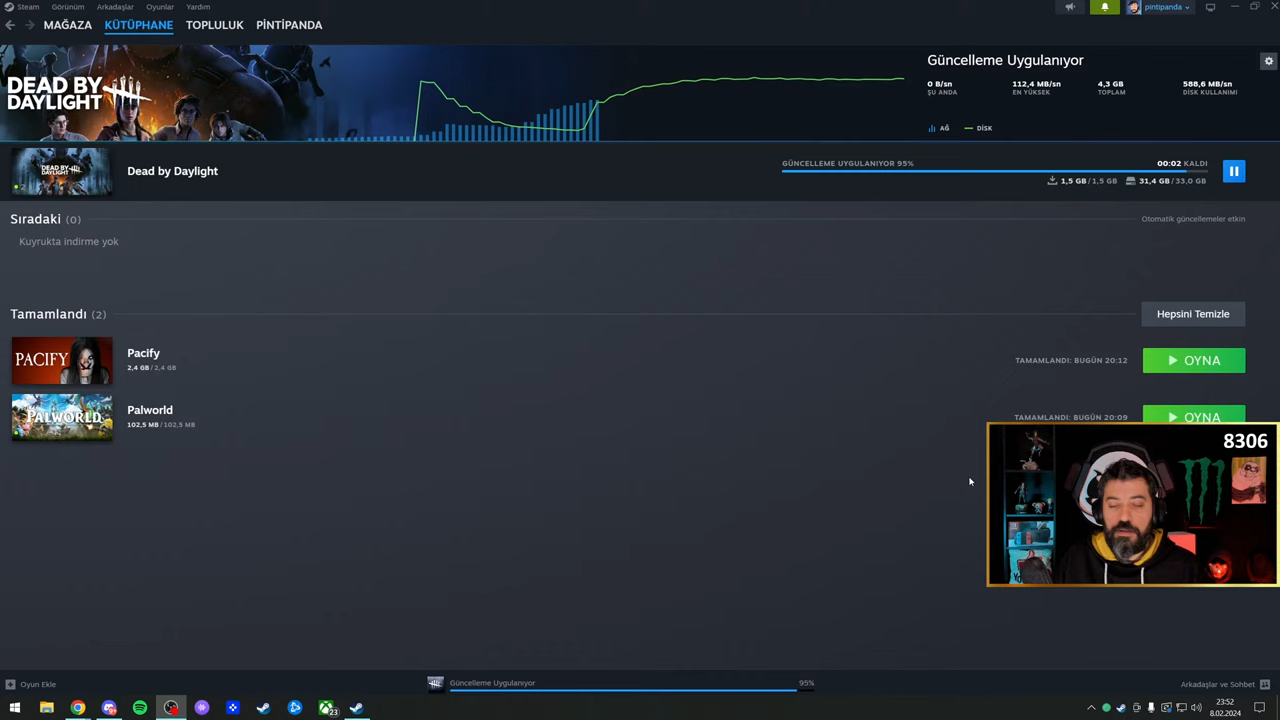 Steam Görünüm Arkadaşlar Oyunlar Yardım
pintipanda
MAĞAZA KÜTÜPHANE TOPLULUK PİNTİPANDA
DEAD BY
DAYLIGHT
Güncelleme Uygulanıyor
0 B/sn 112,4 MB/sn 4,3 GB 588,6 MB/sn
ŞU ANDA EN YÜKSEK TOPLAM DİSK KULLANIMI
AĞ DİSK
DEAD BY
DAYLIGHT
Dead by Daylight
GÜNCELLEME UYGULANIYOR 95% 00:02 KALDI
1,5 GB / 1,5 GB 31,4 GB / 33,0 GB
Sıradaki (0) Otomatik güncellemeler etkin
Kuyrukta indirme yok
Tamamlandı (2) Hepsini Temizle
PACIFY
Pacify
2,4 GB / 2,4 GB
TAMAMLANDI: BUGÜN 20:12 OYNA
PALWORLD
Palworld
102,5 MB / 102,5 MB
TAMAMLANDI: BUGÜN 20:09 OYNA
8306
Oyun Ekle Güncelleme Uygulanıyor 95% Arkadaşlar ve Sohbet
23
23:52
8.02.2024